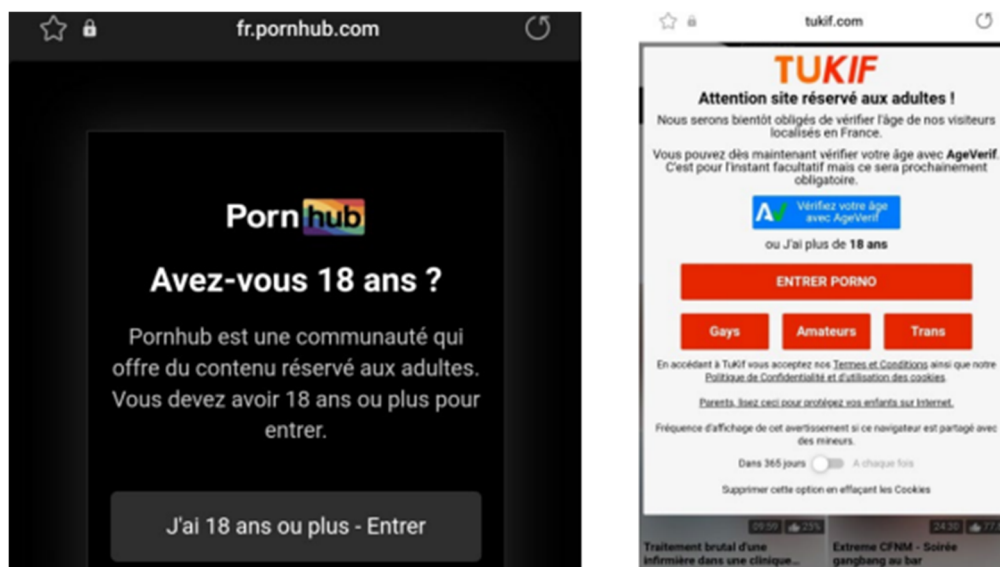 fr.pornhub.com
Porn hub
Avez-vous 18 ans ?
Pornhub est une communauté qui
offre du contenu réservé aux adultes.
Vous devez avoir 18 ans ou plus pour
entrer.
J'ai 18 ans ou plus - Entrer
tukif.com
TUKIF
Attention site réservé aux adultes !
Nous serons bientôt obligés de vérifier l'âge de nos visiteurs
localisés en France.
Vous pouvez dès maintenant vérifier votre âge avec AgeVerif.
C'est pour l'instant facultatif mais ce sera prochainement
obligatoire.
Vérifiez votre âge
avec AgeVerif
ou J'ai plus de 18 ans
ENTRER PORNO
Gays
Amateurs
Trans
En accédant à TuKif vous acceptez nos Termes et Conditions ainsi que notre
Politique de Confidentialité et d'utilisation des cookies.
Parents, lisez ceci pour protégez vos enfants sur Internet.
Fréquence d'affichage de cet avertissement si ce navigateur est partagé avec
des mineurs.
Dans 365 jours A chaque fois
Supprimer cette option en effaçant les Cookies
09:59 25%
24:30
Traitement brutal d'une
infirmière dans une clinique...
Extreme CFNM - Soirée
gangbang au bar